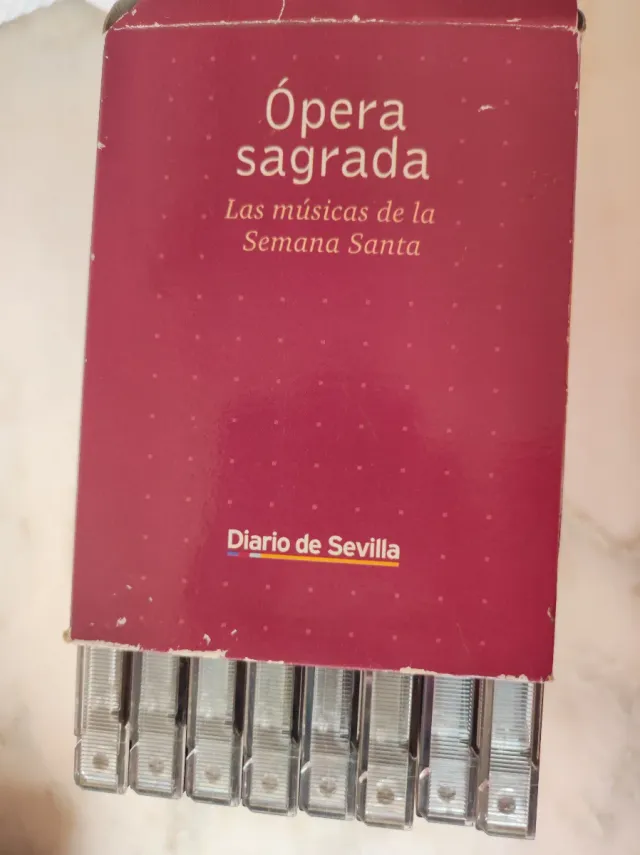 Ópera
sagrada
Las músicas de la
Semana Santa
Diario de Sevilla